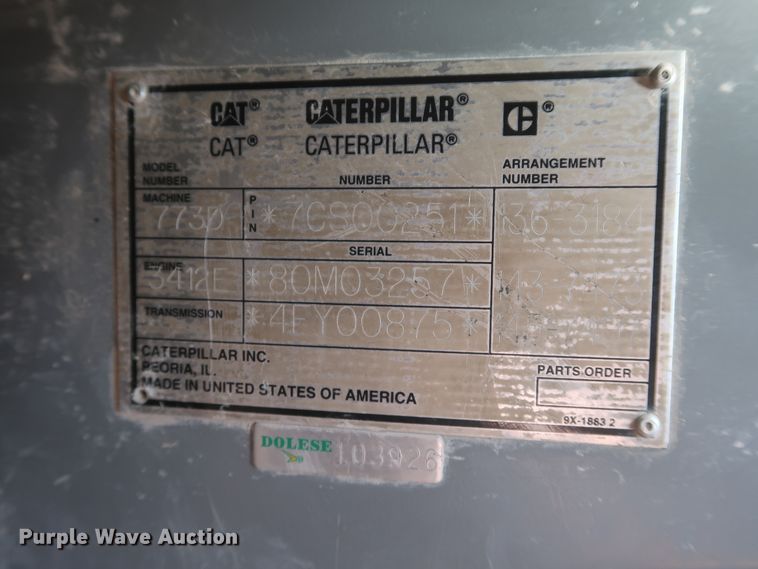 CAT® CATERPILLAR® ®
CAT® CATERPILLAR®
MODEL NUMBER NUMBER ARRANGEMENT NUMBER
MACHINE 773D PIN *7CS00251* 136-3184
SERIAL
ENGINE 3412E *80M03257*
TRANSMISSION *4FY00875*
CATERPILLAR INC.
PEORIA, IL.
MADE IN UNITED STATES OF AMERICA
PARTS ORDER
9X-1883 2
DOLESE 103926
Purple Wave Auction